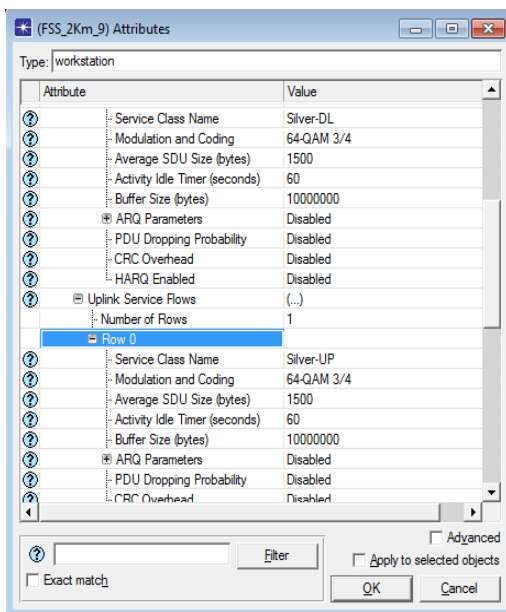 (FSS_2Km_9) Attributes
Type: workstation
Attribute Value
Service Class Name Silver-DL
Modulation and Coding 64-QAM 3/4
Average SDU Size (bytes) 1500
Activity Idle Timer (seconds) 60
Buffer Size (bytes) 10000000
ARQ Parameters Disabled
PDU Dropping Probability Disabled
CRC Overhead Disabled
HARQ Enabled Disabled
Uplink Service Flows (...)
Number of Rows 1
Row 0
Service Class Name Silver-UP
Modulation and Coding 64-QAM 3/4
Average SDU Size (bytes) 1500
Activity Idle Timer (seconds) 60
Buffer Size (bytes) 10000000
ARQ Parameters Disabled
PDU Dropping Probability Disabled
CRC Overhead Disabled
Advanced
Filter
Apply to selected objects
Exact match
OK Cancel